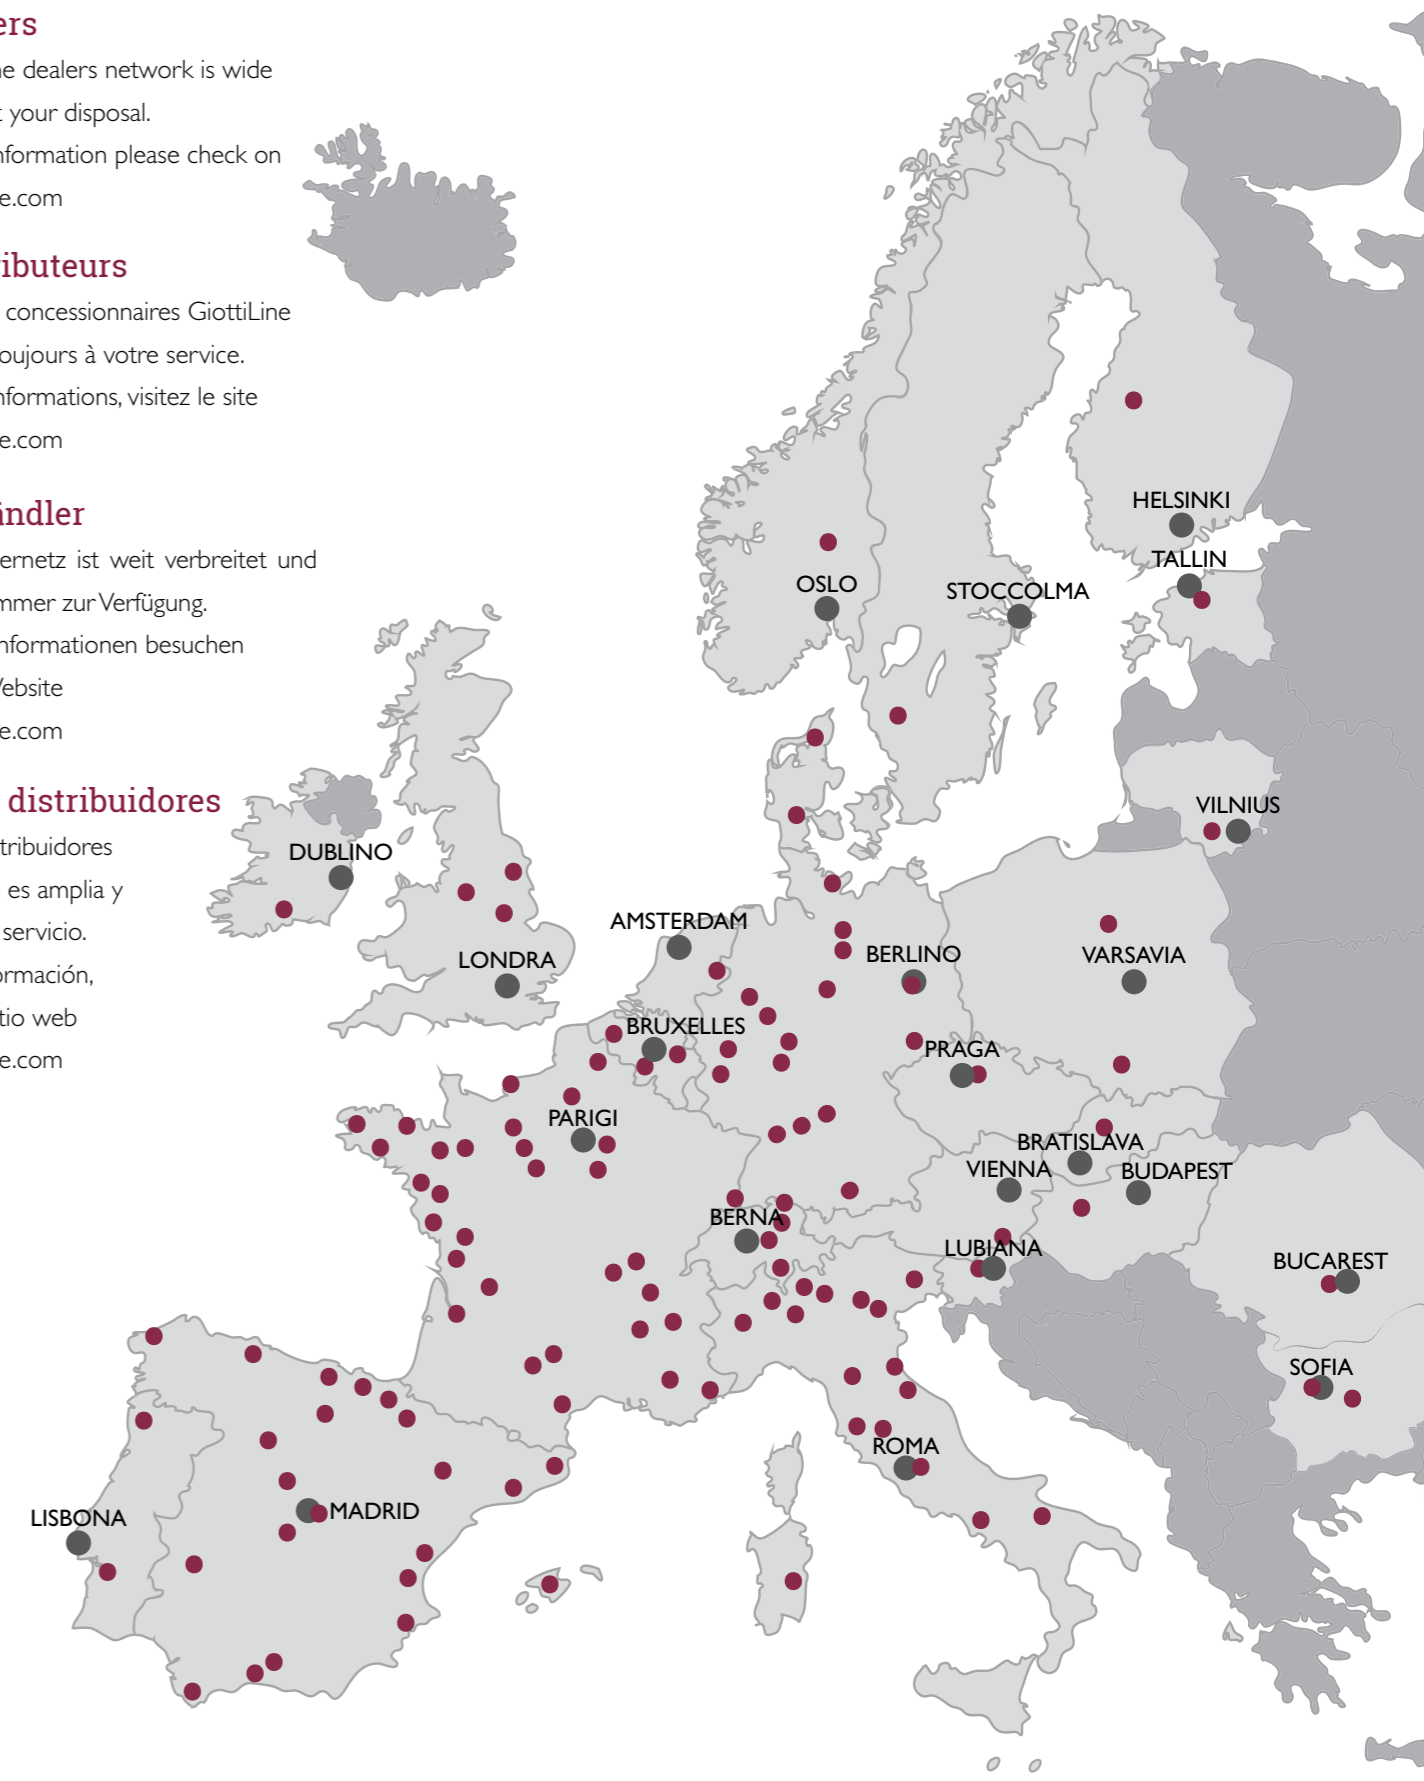 ers
ne dealers network is wide
t your disposal.
nformation please check on
e.com
ributeurs
concessionnaires GiottiLine
oujours à votre service.
nformations, visitez le site
e.com
ändler
ernetz ist weit verbreitet und
mmer zur Verfügung.
nformationen besuchen
Website
e.com
distribuidores
tribuidores
es amplia y
servicio.
ormación,
tio web
e.com
HELSINKI
TALLIN
OSLO
STOCCOLMA
VILNIUS
DUBLINO
AMSTERDAM
BERLINO
VARSAVIA
LONDRA
BRUXELLES
PRAGA
PARIGI
BRATISLAVA
VIENNA
BUDAPEST
BERNA
LUBIANA
BUCAREST
SOFIA
ROMA
MADRID
LISBONA